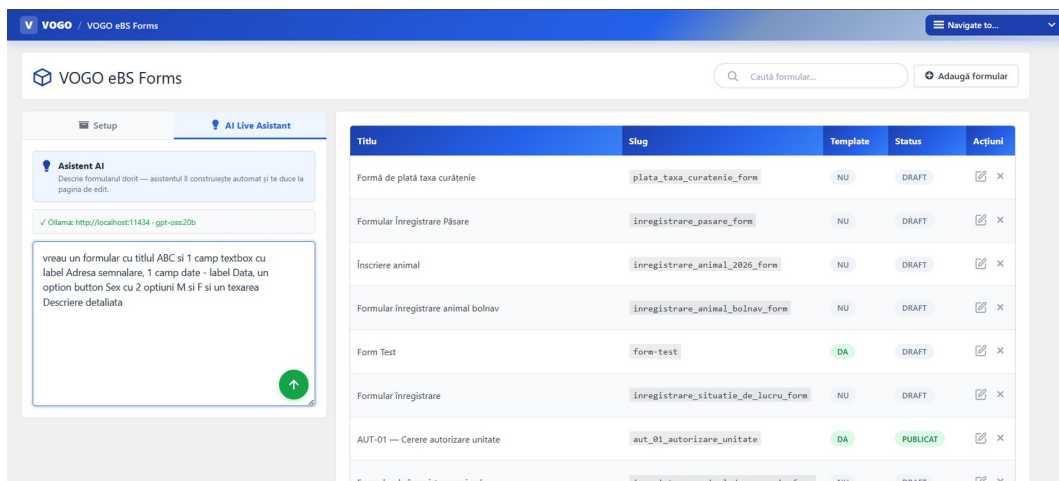 V VOGO / VOGO eBS Forms
Navigate to...
VOGO eBS Forms
Caută formular...
Adaugă formular
Setup
AI Live Asistant
Asistent AI
Descrie formularul dorit — asistentul îl construiește automat și te duce la
pagina de edit.
✓ Ollama: http://localhost:11434 · gpt-oss:20b
vreau un formular cu titlul ABC si 1 camp textbox cu
label Adresa semnalare, 1 camp date - label Data, un
option button Sex cu 2 optiuni M si F si un texarea
Descriere detaliata
Titlu Slug Template Status Acțiuni
Formă de plată taxa curățenie plata_taxa_curatenie_form NU DRAFT
Formular Înregistrare Păsare inregistrare_pasare_form NU DRAFT
Înscriere animal inregistrare_animal_2026_form NU DRAFT
Formular înregistrare animal bolnav inregistrare_animal_bolnav_form NU DRAFT
Form Test form-test DA DRAFT
Formular înregistrare inregistrare_situatie_de_lucru_form NU DRAFT
AUT-01 — Cerere autorizare unitate aut_01_autorizare_unitate DA PUBLICAT